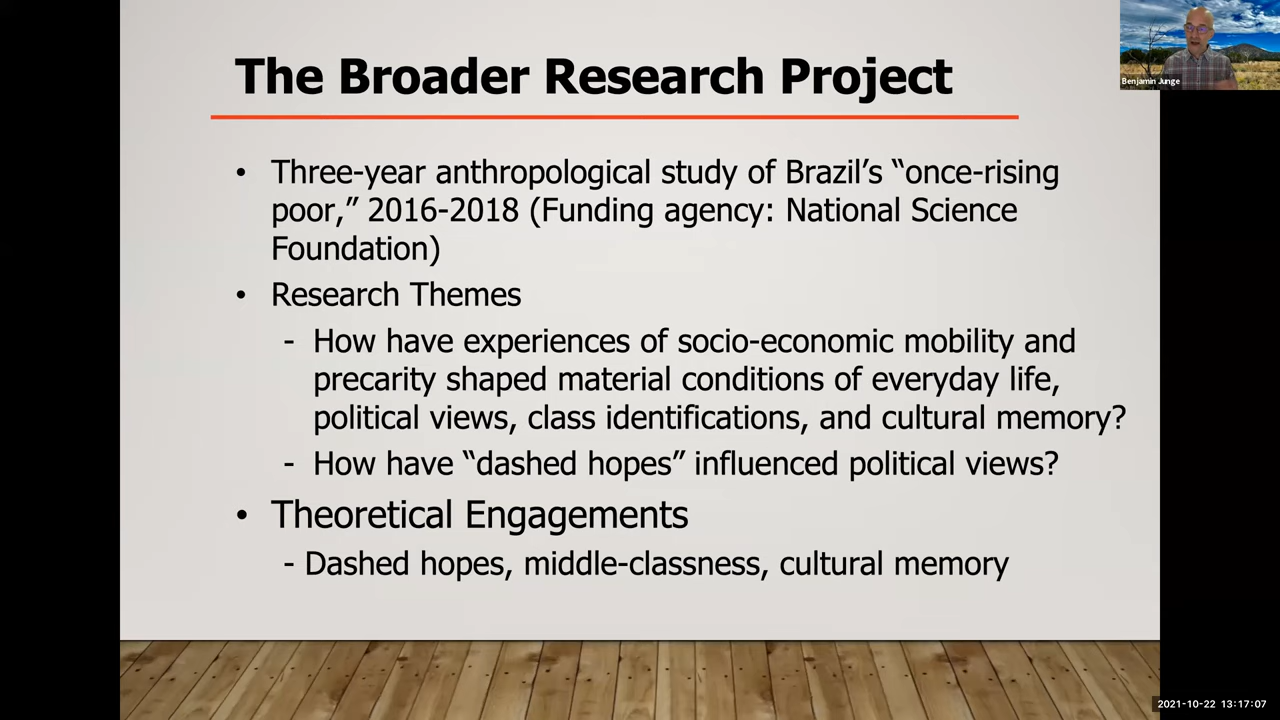 The Broader Research Project
Benjamin Junge
• Three-year anthropological study of Brazil’s “once-rising
poor,” 2016-2018 (Funding agency: National Science
Foundation)
• Research Themes
- How have experiences of socio-economic mobility and
precarity shaped material conditions of everyday life,
political views, class identifications, and cultural memory?
- How have “dashed hopes” influenced political views?
• Theoretical Engagements
- Dashed hopes, middle-classness, cultural memory
2021-10-22 13:17:07